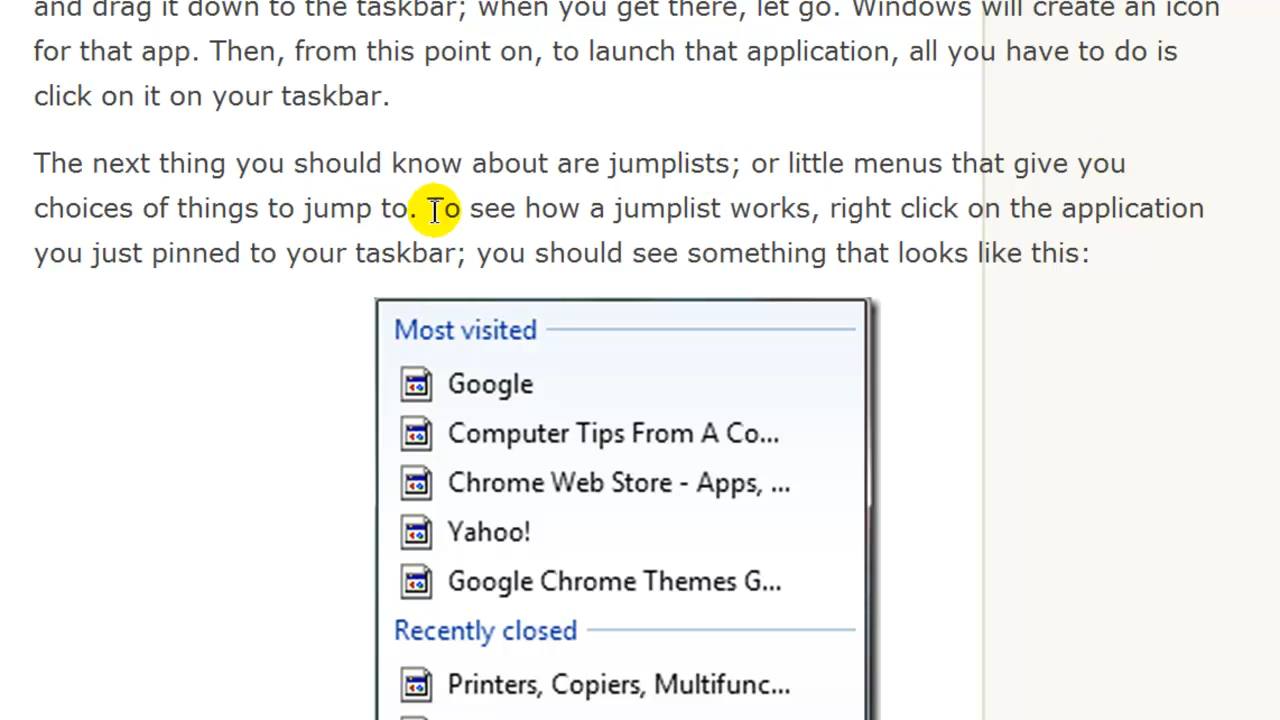 and drag it down to the taskbar; when you get there, let go. Windows will create an icon
for that app. Then, from this point on, to launch that application, all you have to do is
click on it on your taskbar.
The next thing you should know about are jumplists; or little menus that give you
choices of things to jump to. To see how a jumplist works, right click on the application
you just pinned to your taskbar; you should see something that looks like this:
Most visited
Google
Computer Tips From A Co...
Chrome Web Store - Apps, ...
Yahoo!
Google Chrome Themes G...
Recently closed
Printers, Copiers, Multifunc...